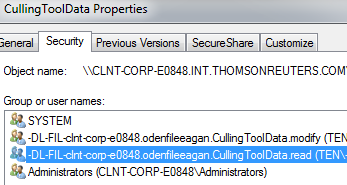 CullingToolData Properties
General Security Previous Versions SecureShare Customize
Object name: \\CLNT-CORP-E0848.INT.THOMSONREUTERS.COM
Group or user names:
SYSTEM
-DL-FIL-clnt-corp-e0848.odenfileeagan.CullingToolData.modify (TEN\
-DL-FIL-clnt-corp-e0848.odenfileeagan.CullingToolData.read (TEN\-
Administrators (CLNT-CORP-E0848\Administrators)